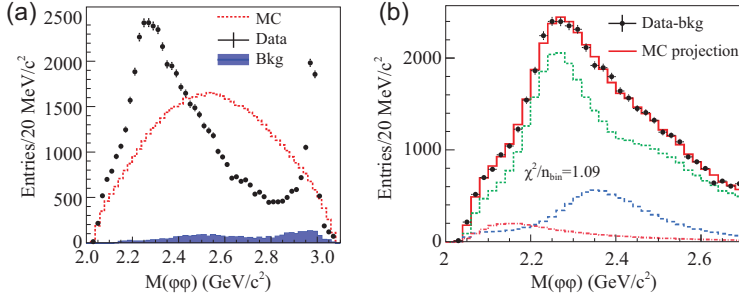 (a)
Entries/20 MeV/c²
2500
2000
1500
1000
500
0
MC
Data
Bkg
2.0 2.2 2.4 2.6 2.8 3.0
M(φφ) (GeV/c²)
(b)
Entries/20 MeV/c²
2000
1000
0
Data-bkg
MC projection
χ²/n_bin=1.09
2 2.2 2.4 2.6
M(φφ) (GeV/c²)